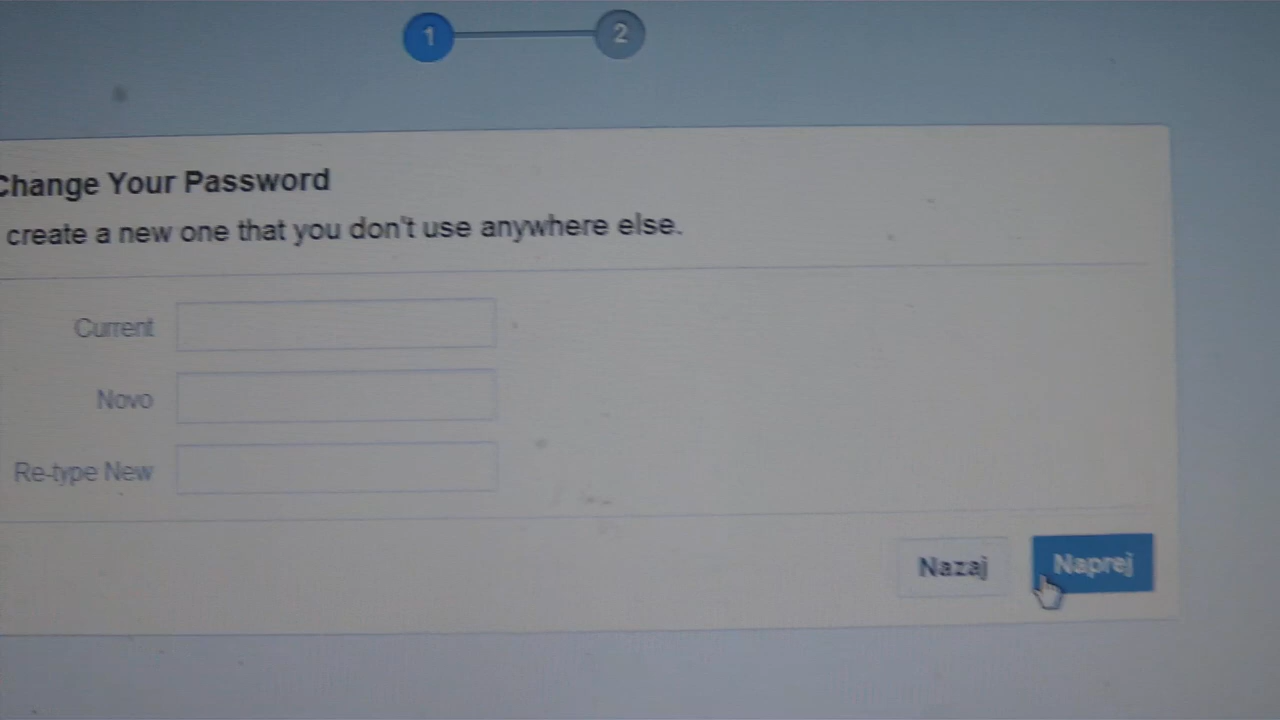 1 2
Change Your Password
create a new one that you don't use anywhere else.
Current
Novo
Re-type New
Nazaj Naprej